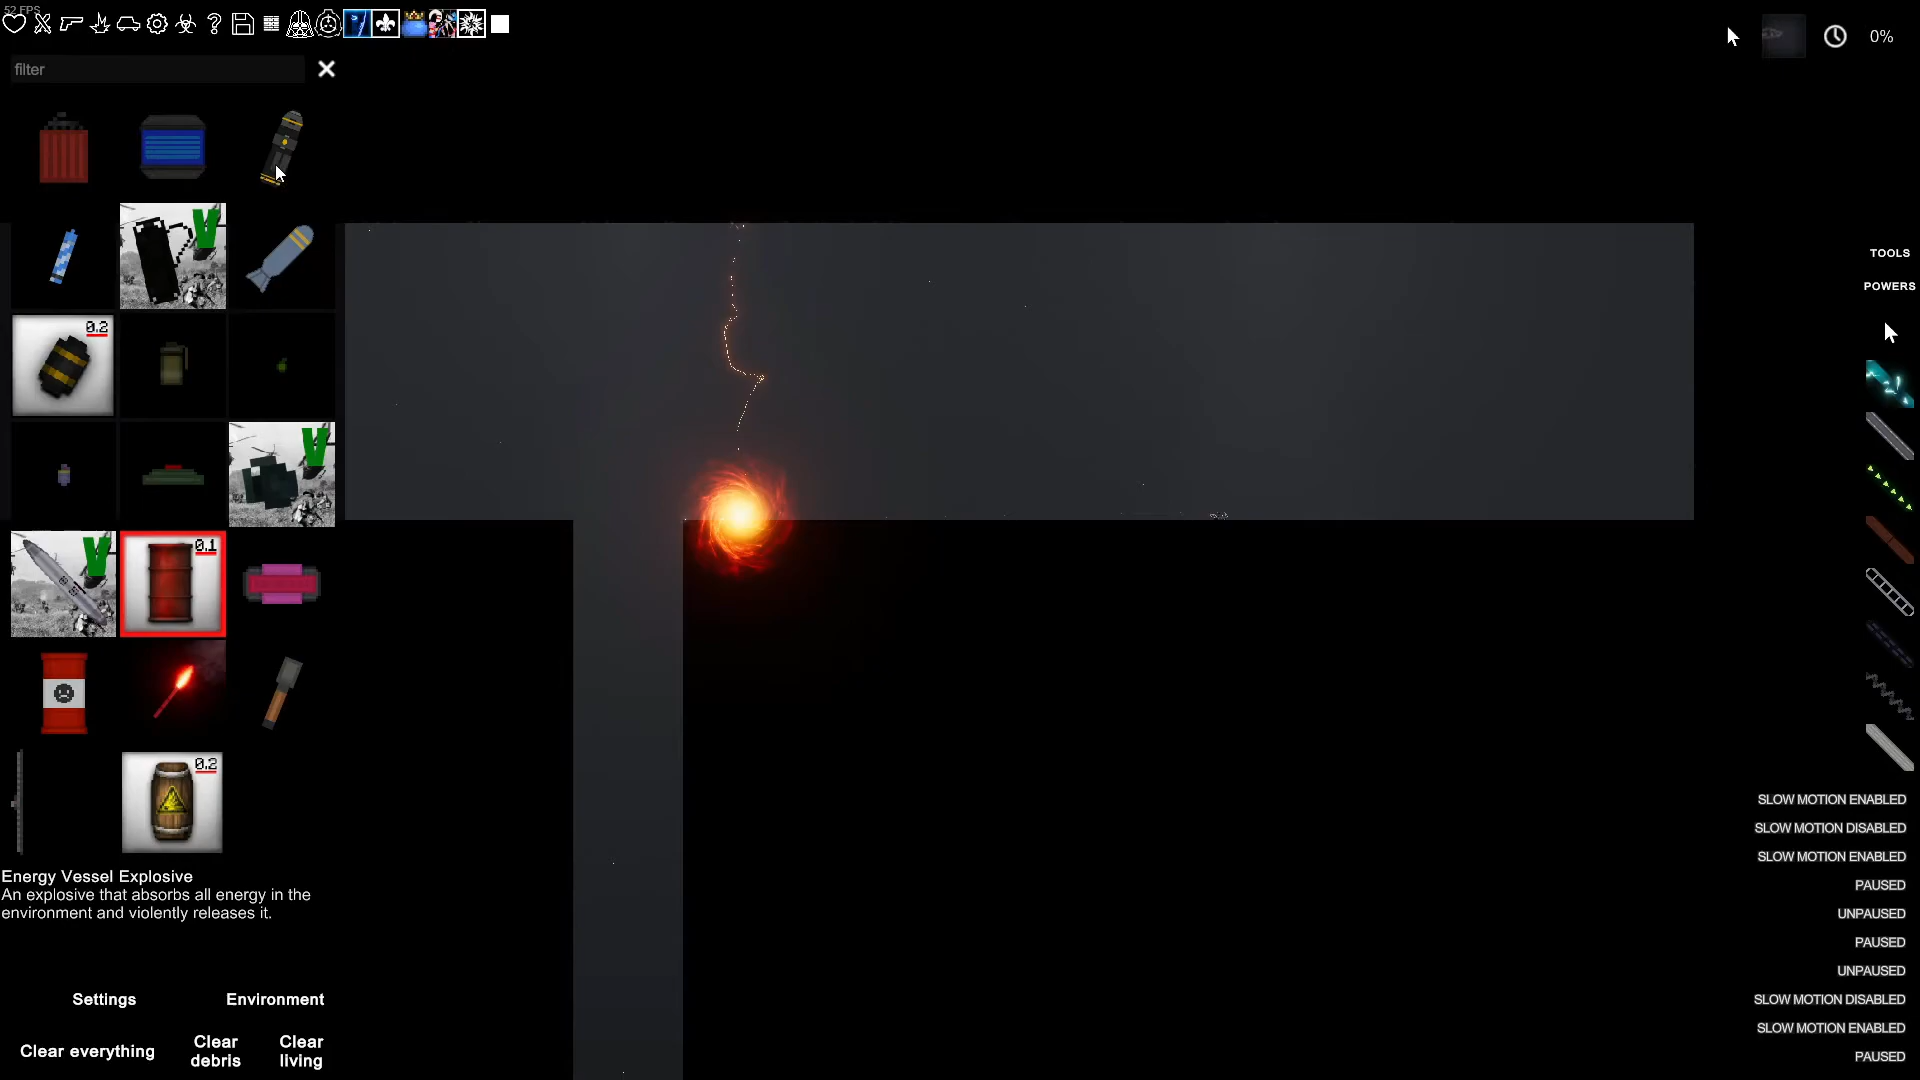 52 FPS
0%
filter
TOOLS
POWERS
V
0.2
V
V
0.1
0.2
SLOW MOTION ENABLED
SLOW MOTION DISABLED
SLOW MOTION ENABLED
PAUSED
UNPAUSED
PAUSED
UNPAUSED
SLOW MOTION DISABLED
SLOW MOTION ENABLED
PAUSED
Energy Vessel Explosive
An explosive that absorbs all energy in the
environment and violently releases it.
Settings
Environment
Clear everything
Clear
debris
Clear
living